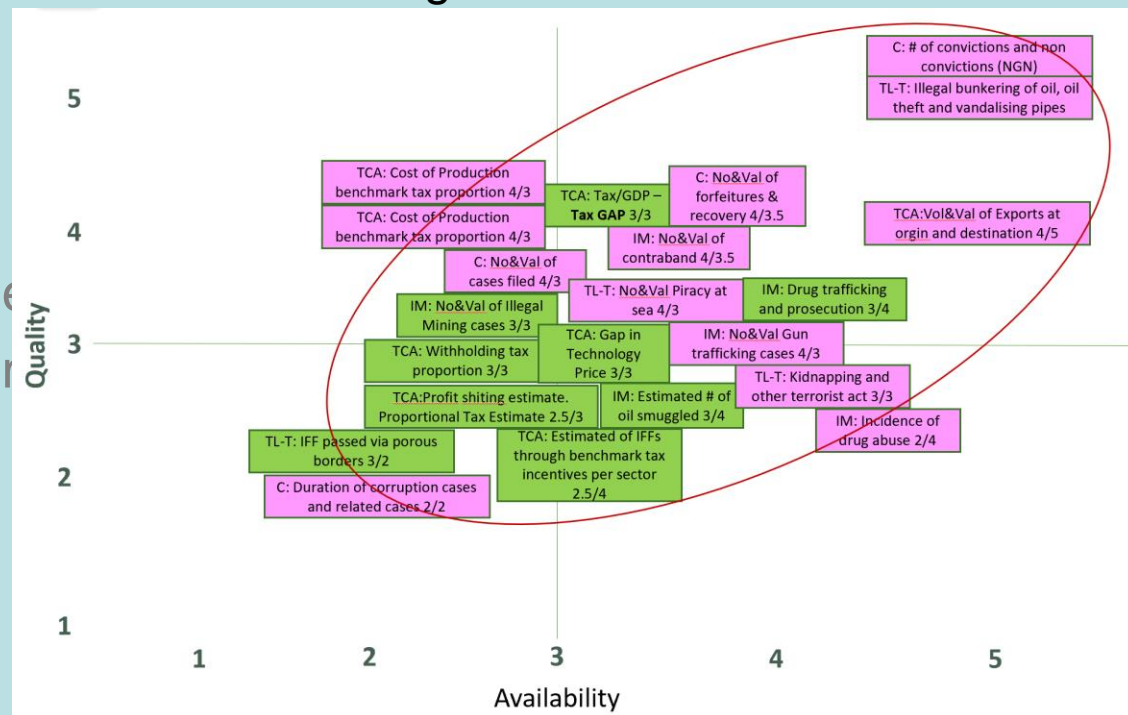 C: # of convictions and non
convictions (NGN)
TL-T: Illegal bunkering of oil, oil
theft and vandalising pipes
5
TCA: Cost of Production
benchmark tax proportion 4/3
TCA: Cost of Production
benchmark tax proportion 4/3
TCA: Tax/GDP –
Tax GAP 3/3
C: No&Val of
forfeitures &
recovery 4/3.5
TCA:Vol&Val of Exports at
orgin and destination 4/5
4
IM: No&Val of
contraband 4/3.5
C: No&Val of
cases filed 4/3
TL-T: No&Val Piracy at
sea 4/3
IM: Drug trafficking
and prosecution 3/4
IM: No&Val of Illegal
Mining cases 3/3
Quality
3
TCA: Withholding tax
proportion 3/3
TCA: Gap in
Technology
Price 3/3
IM: No&Val Gun
trafficking cases 4/3
TL-T: Kidnapping and
other terrorist act 3/3
TCA:Profit shiting estimate.
Proportional Tax Estimate 2.5/3
IM: Estimated # of
oil smuggled 3/4
IM: Incidence of
drug abuse 2/4
TL-T: IFF passed via porous
borders 3/2
TCA: Estimated of IFFs
through benchmark tax
incentives per sector
2.5/4
2
C: Duration of corruption cases
and related cases 2/2
1
1 2 3 4 5
Availability